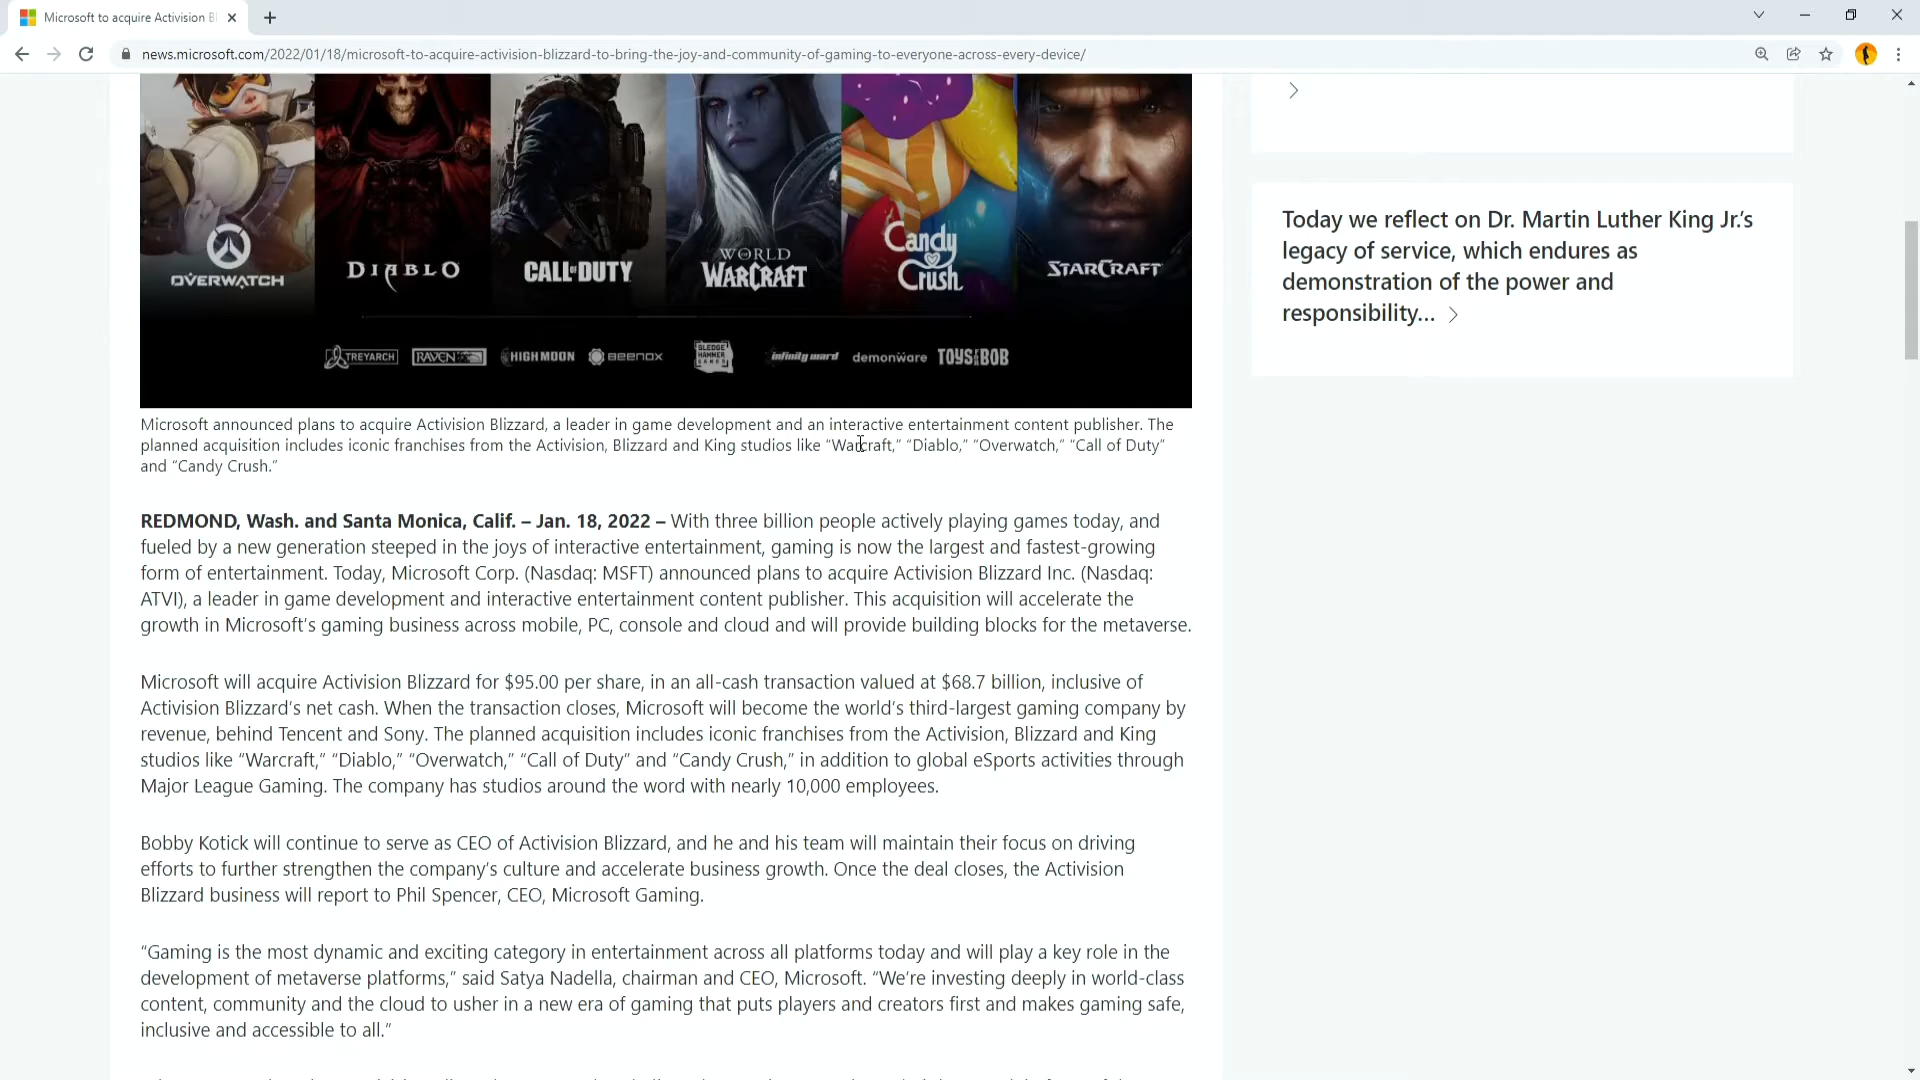 Microsoft to acquire Activision B
news.microsoft.com/2022/01/18/microsoft-to-acquire-activision-blizzard-to-bring-the-joy-and-community-of-gaming-to-everyone-across-every-device/
OVERWATCH
DIABLO
CALL OF DUTY
WORLD
WARCRAFT
Candy
Crush
STARCRAFT
TREYARCH
RAVEN
HIGH MOON
BEENOX
SLEDGE
HAMMER
GAMES
infinity ward
demonware
TOYS FOR BOB
Microsoft announced plans to acquire Activision Blizzard, a leader in game development and an interactive entertainment content publisher. The
planned acquisition includes iconic franchises from the Activision, Blizzard and King studios like “Warcraft,” “Diablo,” “Overwatch,” “Call of Duty”
and “Candy Crush.”
REDMOND, Wash. and Santa Monica, Calif. – Jan. 18, 2022 – With three billion people actively playing games today, and
fueled by a new generation steeped in the joys of interactive entertainment, gaming is now the largest and fastest-growing
form of entertainment. Today, Microsoft Corp. (Nasdaq: MSFT) announced plans to acquire Activision Blizzard Inc. (Nasdaq:
ATVI), a leader in game development and interactive entertainment content publisher. This acquisition will accelerate the
growth in Microsoft’s gaming business across mobile, PC, console and cloud and will provide building blocks for the metaverse.
Microsoft will acquire Activision Blizzard for $95.00 per share, in an all-cash transaction valued at $68.7 billion, inclusive of
Activision Blizzard’s net cash. When the transaction closes, Microsoft will become the world’s third-largest gaming company by
revenue, behind Tencent and Sony. The planned acquisition includes iconic franchises from the Activision, Blizzard and King
studios like “Warcraft,” “Diablo,” “Overwatch,” “Call of Duty” and “Candy Crush,” in addition to global eSports activities through
Major League Gaming. The company has studios around the word with nearly 10,000 employees.
Bobby Kotick will continue to serve as CEO of Activision Blizzard, and he and his team will maintain their focus on driving
efforts to further strengthen the company’s culture and accelerate business growth. Once the deal closes, the Activision
Blizzard business will report to Phil Spencer, CEO, Microsoft Gaming.
“Gaming is the most dynamic and exciting category in entertainment across all platforms today and will play a key role in the
development of metaverse platforms,” said Satya Nadella, chairman and CEO, Microsoft. “We’re investing deeply in world-class
content, community and the cloud to usher in a new era of gaming that puts players and creators first and makes gaming safe,
inclusive and accessible to all.”
Today we reflect on Dr. Martin Luther King Jr.’s
legacy of service, which endures as
demonstration of the power and
responsibility...